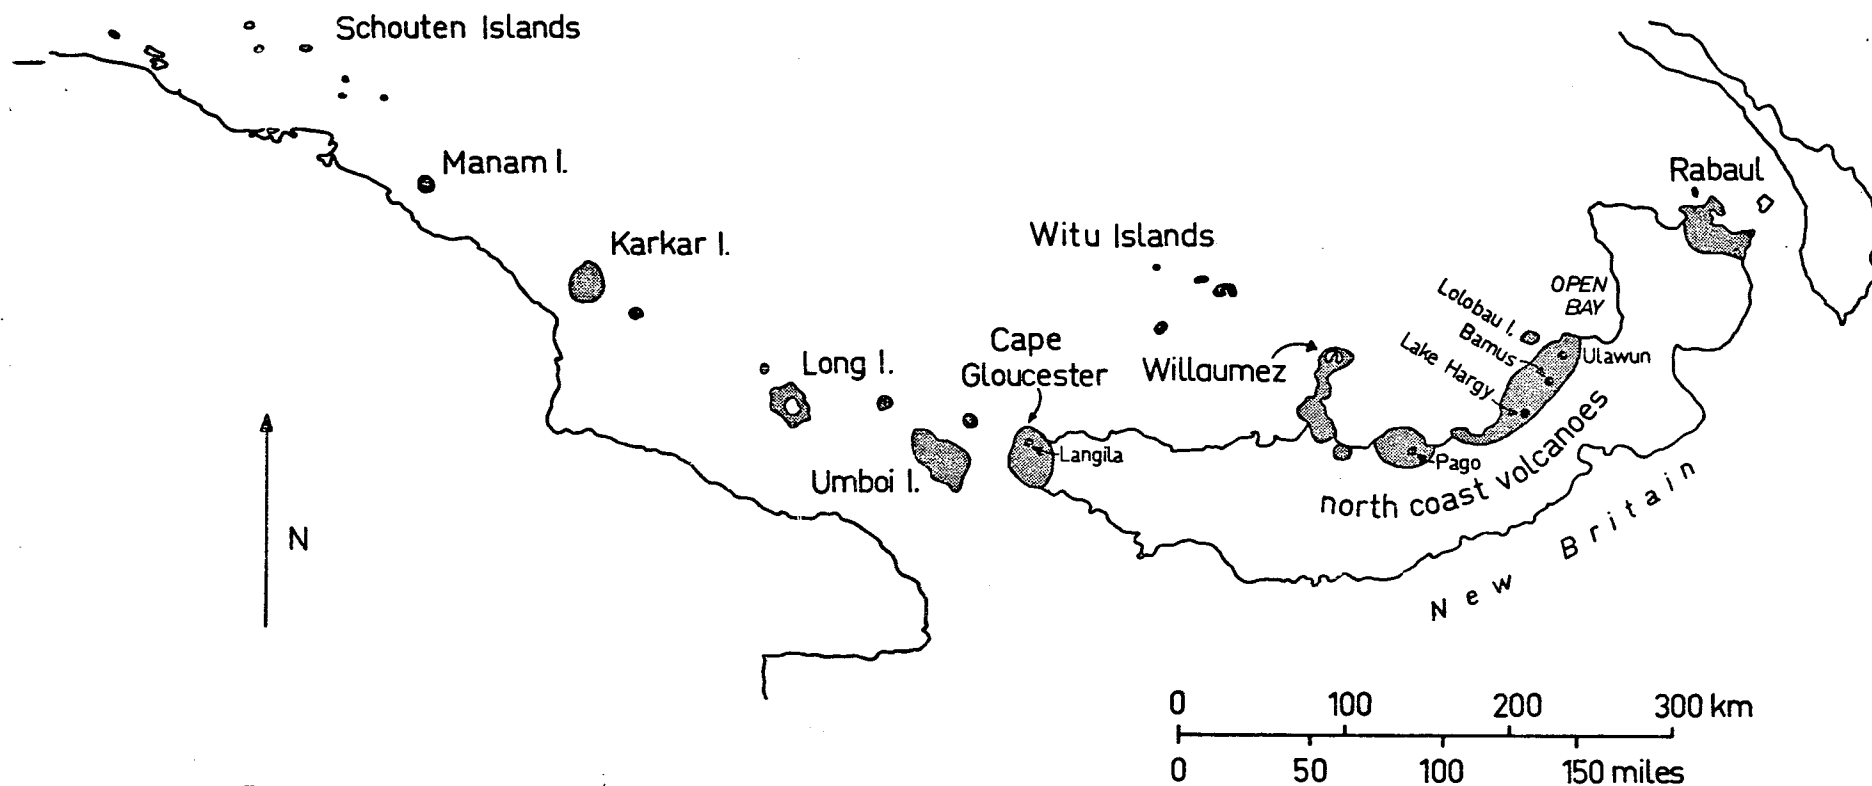 Schouten Islands
Manam I.
Rabaul
Karkar I.
Witu Islands
OPEN
BAY
Lolobau I.
Bamus
Lake Hargy
Ulawun
Cape
Gloucester
Long I.
Willaumez
Langila
Pago
Umboi I.
north coast volcanoes
New Britain
N
0 100 200 300 km
0 50 100 150 miles